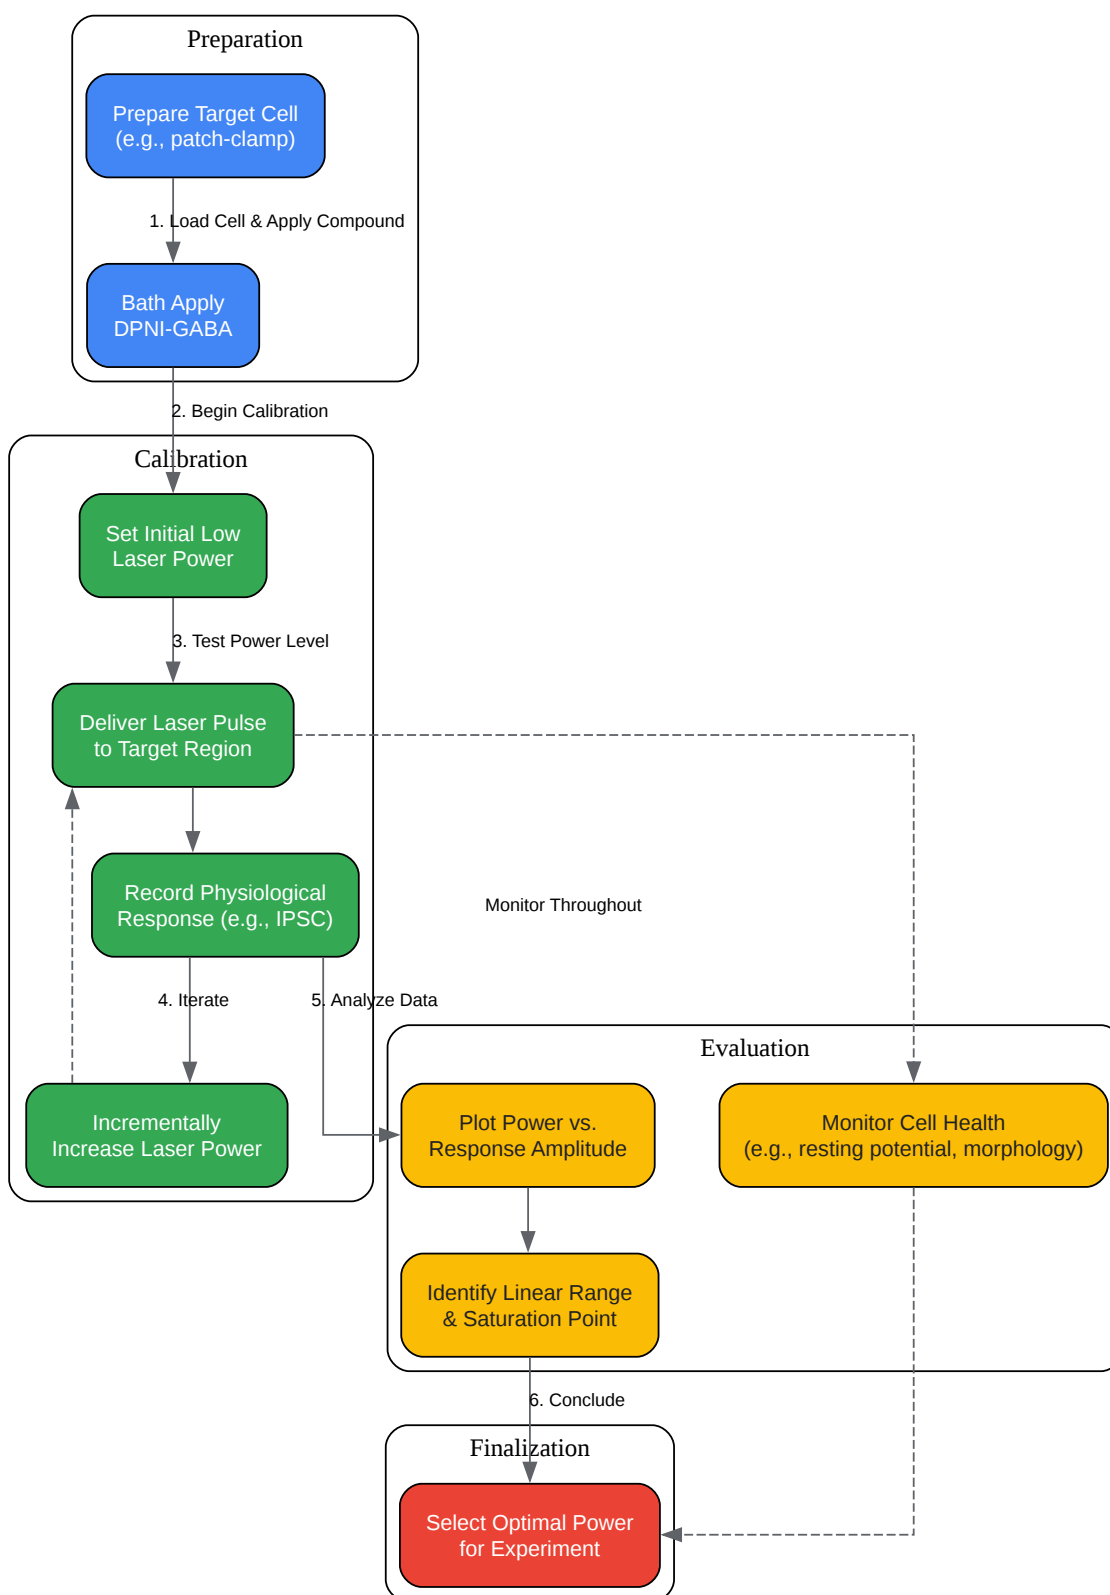 Preparation
Prepare Target Cell
(e.g., patch-clamp)
1. Load Cell & Apply Compound
Bath Apply
DPNI-GABA
2. Begin Calibration
Calibration
Set Initial Low
Laser Power
3. Test Power Level
Deliver Laser Pulse
to Target Region
Record Physiological
Response (e.g., IPSC)
Monitor Throughout
4. Iterate
5. Analyze Data
Incrementally
Increase Laser Power
Evaluation
Plot Power vs.
Response Amplitude
Monitor Cell Health
(e.g., resting potential, morphology)
Identify Linear Range
& Saturation Point
6. Conclude
Finalization
Select Optimal Power
for Experiment